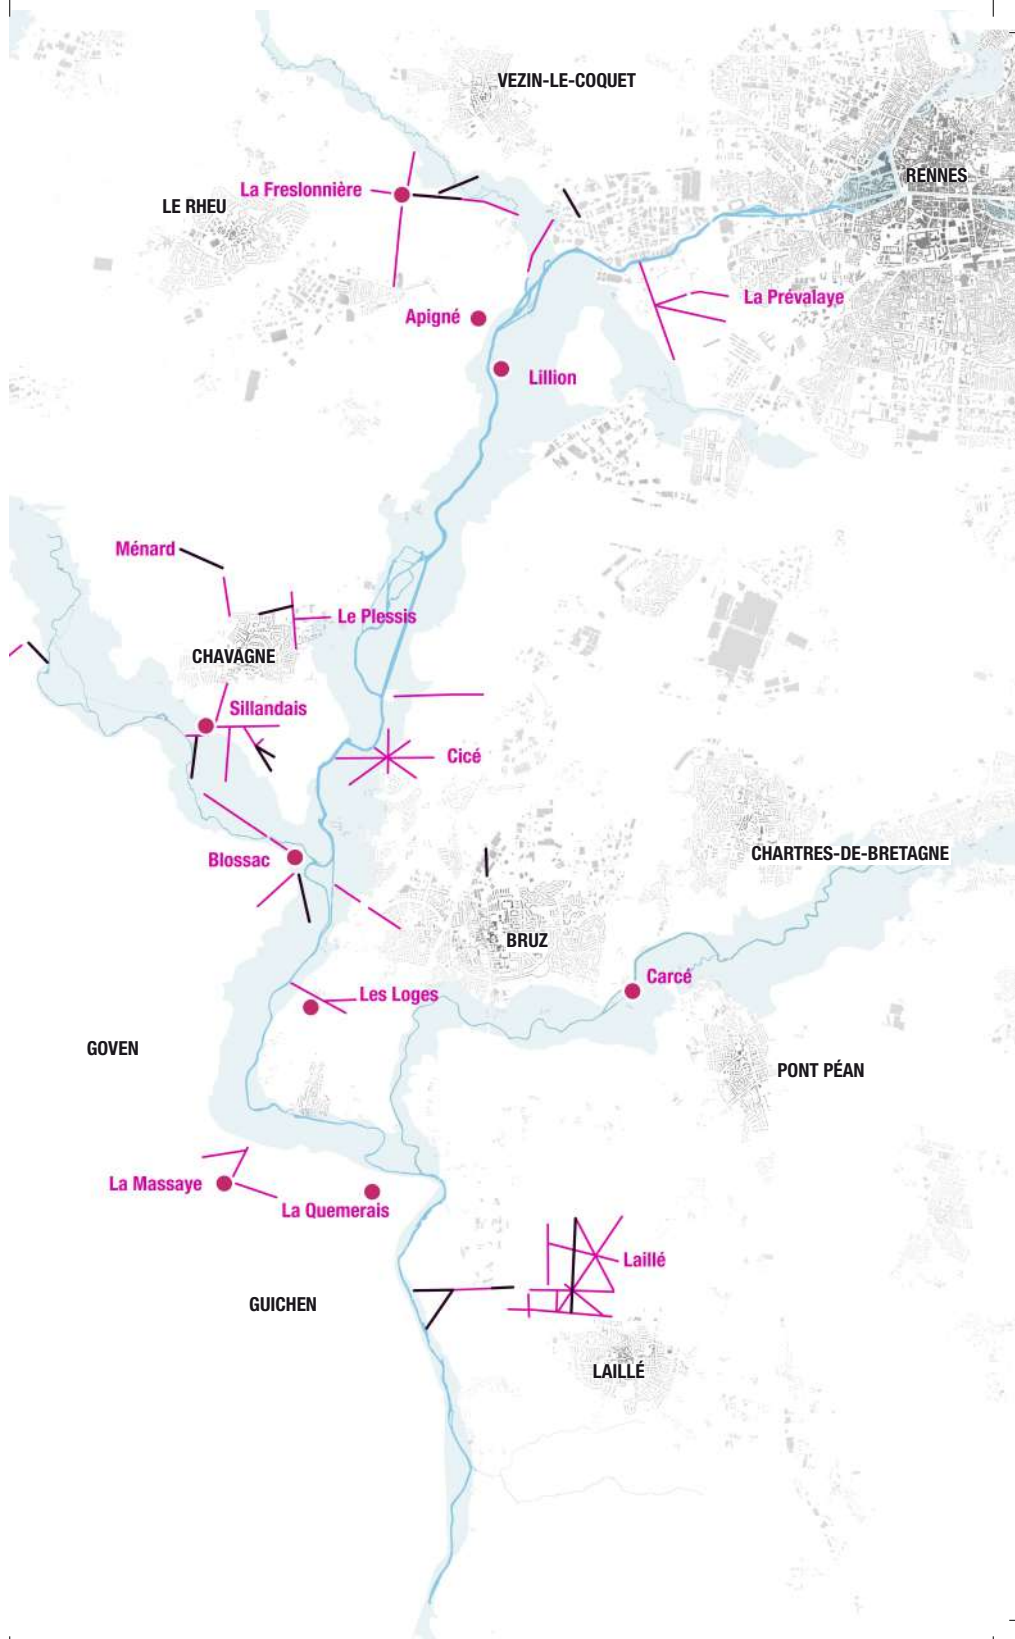 VEZIN-LE-COQUET
RENNES
La Freslonnière
LE RHEU
La Prévalaye
Apigné
Lillion
Ménard
Le Plessis
CHAVAGNE
Sillandais
Cicé
Blossac
CHARTRES-DE-BRETAGNE
BRUZ
Carcé
Les Loges
GOVEN
PONT PÉAN
La Massaye
La Quemerais
Laillé
GUICHEN
LAILLÉ